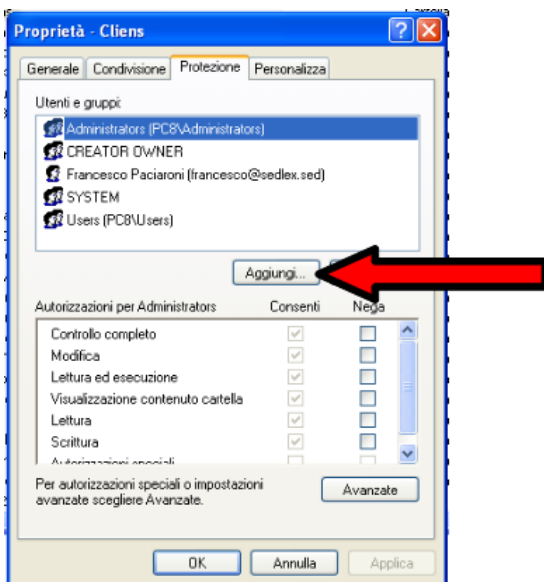 Proprietà - Cliens
Generale Condivisione Protezione Personalizza
Utenti e gruppi:
Administrators (PC8\Administrators)
CREATOR OWNER
Francesco Paciaroni (francesco@sedlex.sed)
SYSTEM
Users (PC8\Users)
Aggiungi...
Autorizzazioni per Administrators Consenti Nega
Controllo completo
Modifica
Lettura ed esecuzione
Visualizzazione contenuto cartella
Lettura
Scrittura
Autorizzazioni speciali
Per autorizzazioni speciali o impostazioni
avanzate scegliere Avanzate.
Avanzate
OK Annulla Applica